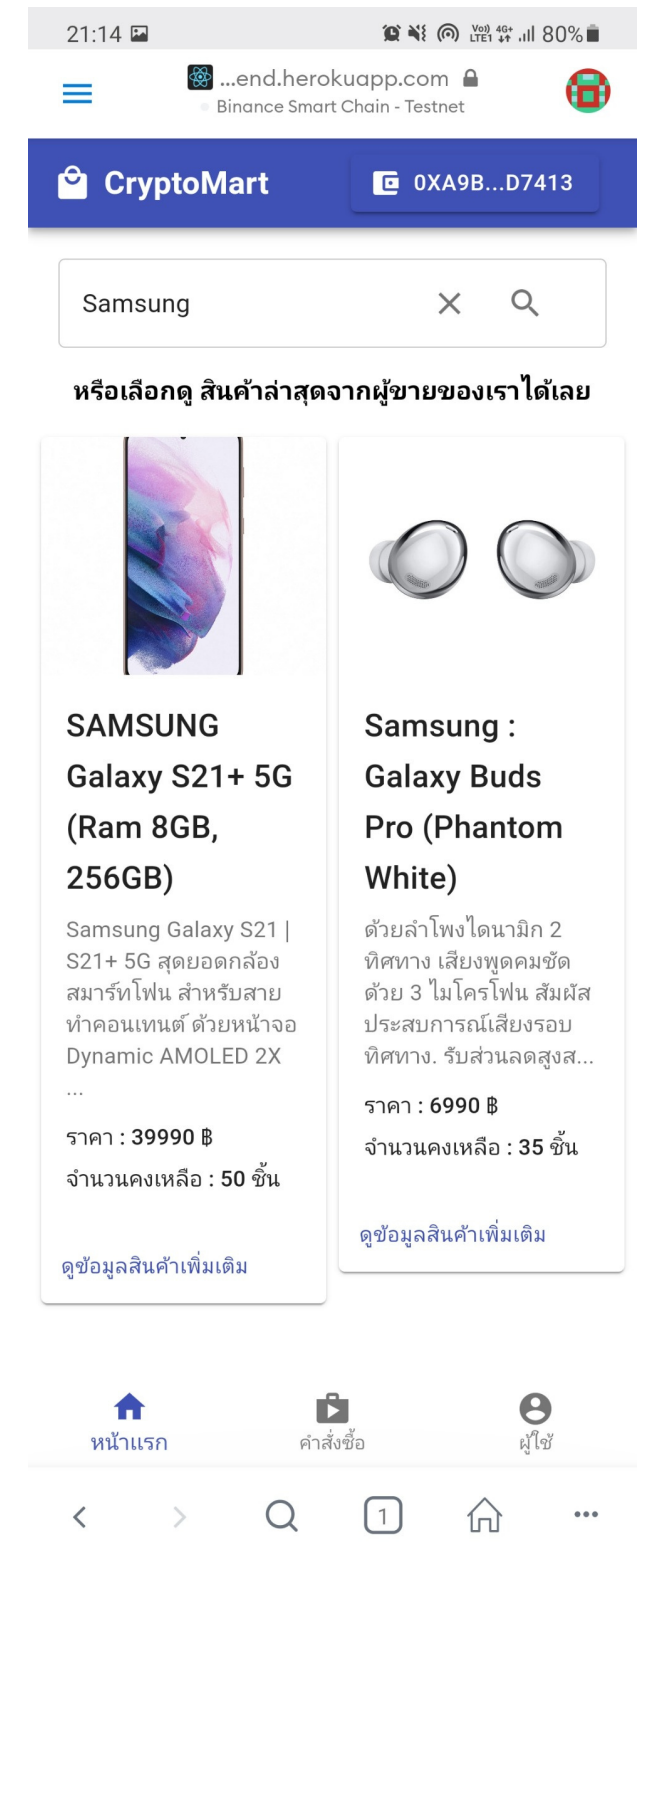 21:14
Vo)) 4G+
LTE1
80%
...end.herokuapp.com
Binance Smart Chain - Testnet
CryptoMart
0XA9B...D7413
Samsung
หรือเลือกดู สินค้าล่าสุดจากผู้ขายของเราได้เลย
SAMSUNG
Galaxy S21+ 5G
(Ram 8GB,
256GB)
Samsung Galaxy S21 |
S21+ 5G สุดยอดกล้อง
สมาร์ทโฟน สำหรับสาย
ทำคอนเทนต์ ด้วยหน้าจอ
Dynamic AMOLED 2X
...
ราคา : 39990 ฿
จำนวนคงเหลือ : 50 ชิ้น
ดูข้อมูลสินค้าเพิ่มเติม
Samsung :
Galaxy Buds
Pro (Phantom
White)
ด้วยลำโพงไดนามิก 2
ทิศทาง เสียงพูดคมชัด
ด้วย 3 ไมโครโฟน สัมผัส
ประสบการณ์เสียงรอบ
ทิศทาง. รับส่วนลดสูงส...
ราคา : 6990 ฿
จำนวนคงเหลือ : 35 ชิ้น
ดูข้อมูลสินค้าเพิ่มเติม
หน้าแรก
คำสั่งซื้อ
ผู้ใช้
1